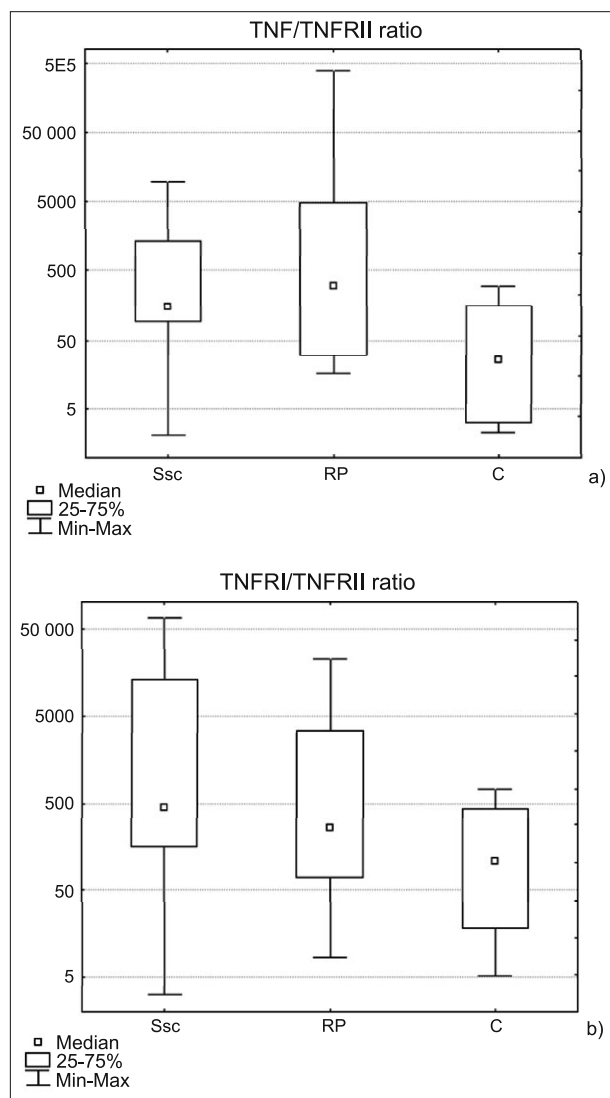 TNF/TNFRII ratio
5E5
50 000
5000
500
50
5
Ssc RP C
Median
25-75%
Min-Max
a)
TNFRI/TNFRII ratio
50 000
5000
500
50
5
Ssc RP C
Median
25-75%
Min-Max
b)